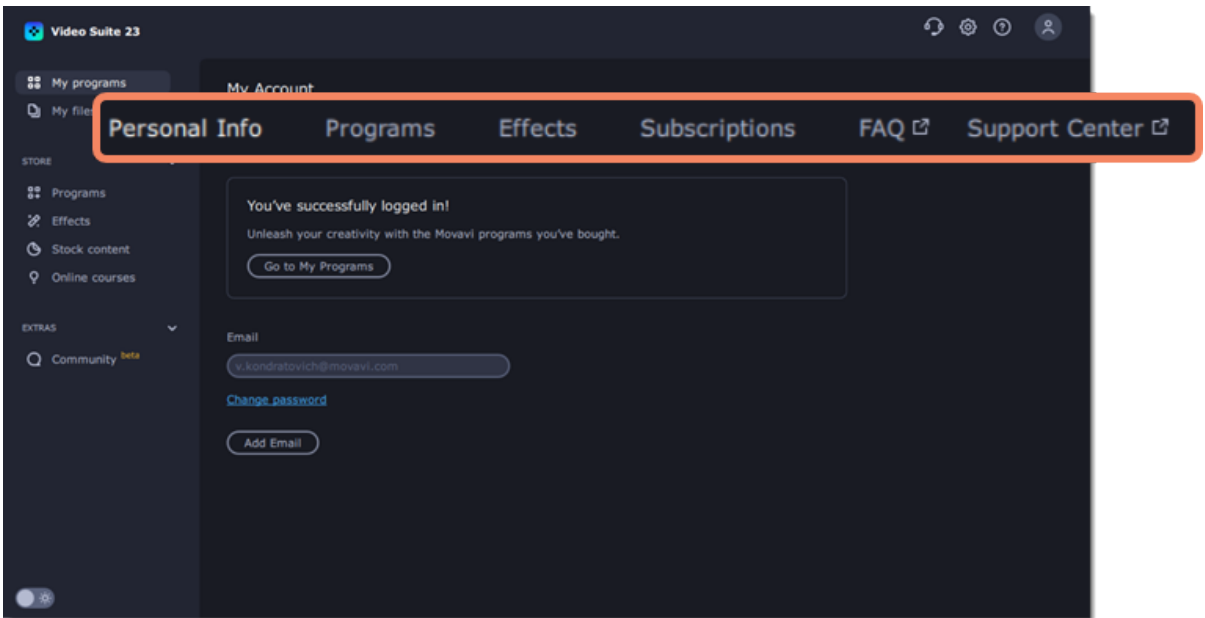 Video Suite 23
My programs
My files
STORE
Programs
Effects
Stock content
Online courses
EXTRAS
Community beta
My Account
Personal Info Programs Effects Subscriptions FAQ Support Center
You've successfully logged in!
Unleash your creativity with the Movavi programs you've bought.
Go to My Programs
Email
v.kondratovich@movavi.com
Change password
Add Email